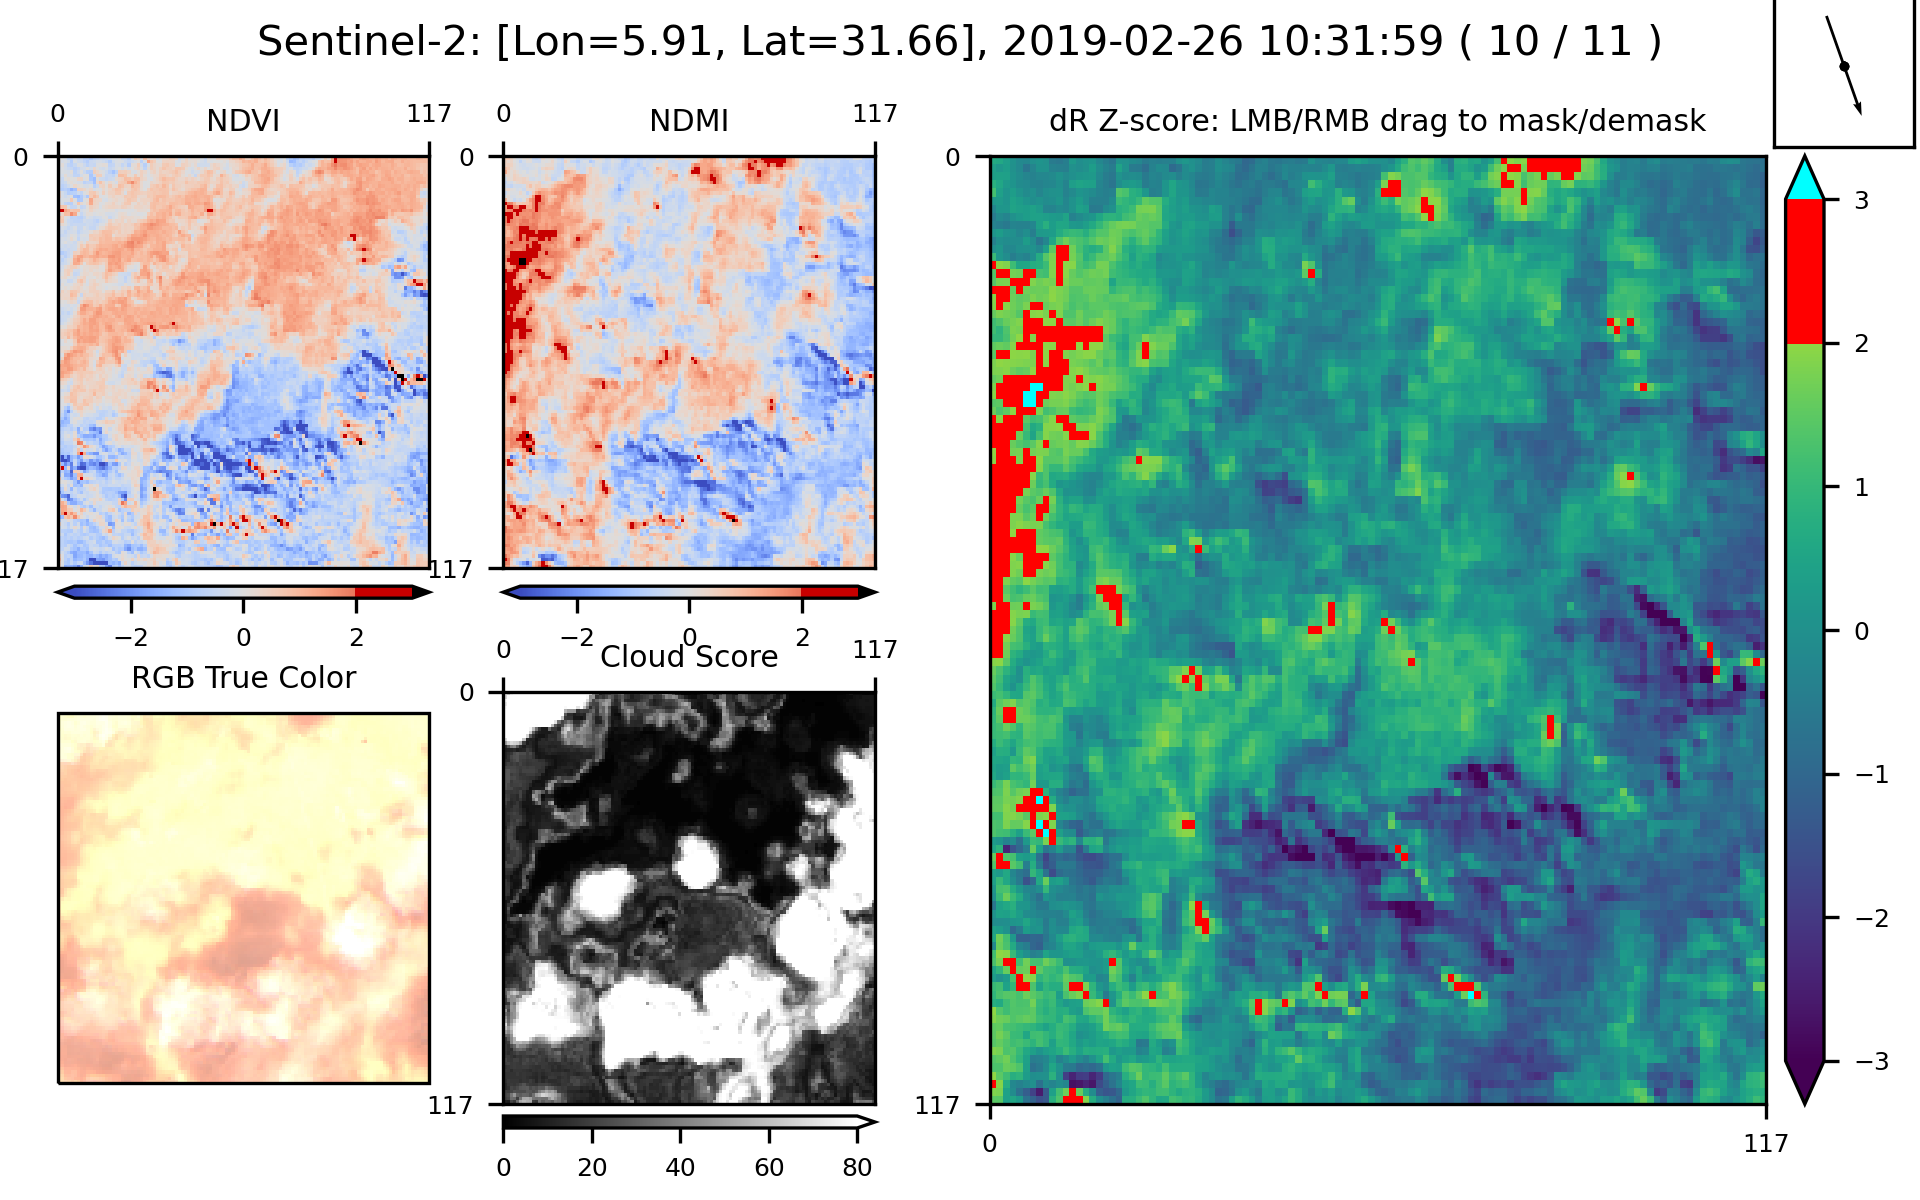 Sentinel-2: [Lon=5.91, Lat=31.66], 2019-02-26 10:31:59 ( 10 / 11 )
0 NDVI 117
0
17
−2 0 2
0 NDMI 117
0
117
−2 0 2
dR Z-score: LMB/RMB drag to mask/demask
0
117
0 117
3
2
1
0
−1
−2
−3
RGB True Color
0 Cloud Score 117
0
117
0 20 40 60 80